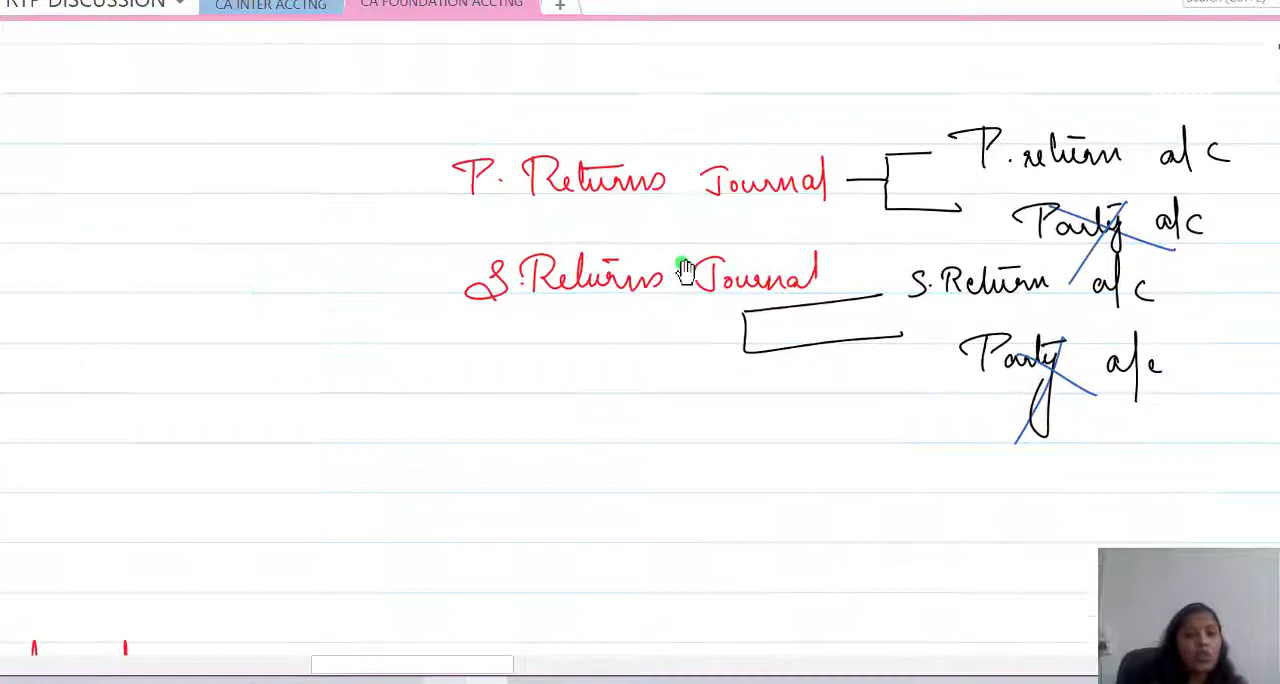 RTP DISCUSSION CA INTER ACCTNG CA FOUNDATION ACCTNG +
P. return a/c
P. Returns Journal
Party a/c
S. Returns Journal S. Return a/c
Party a/c